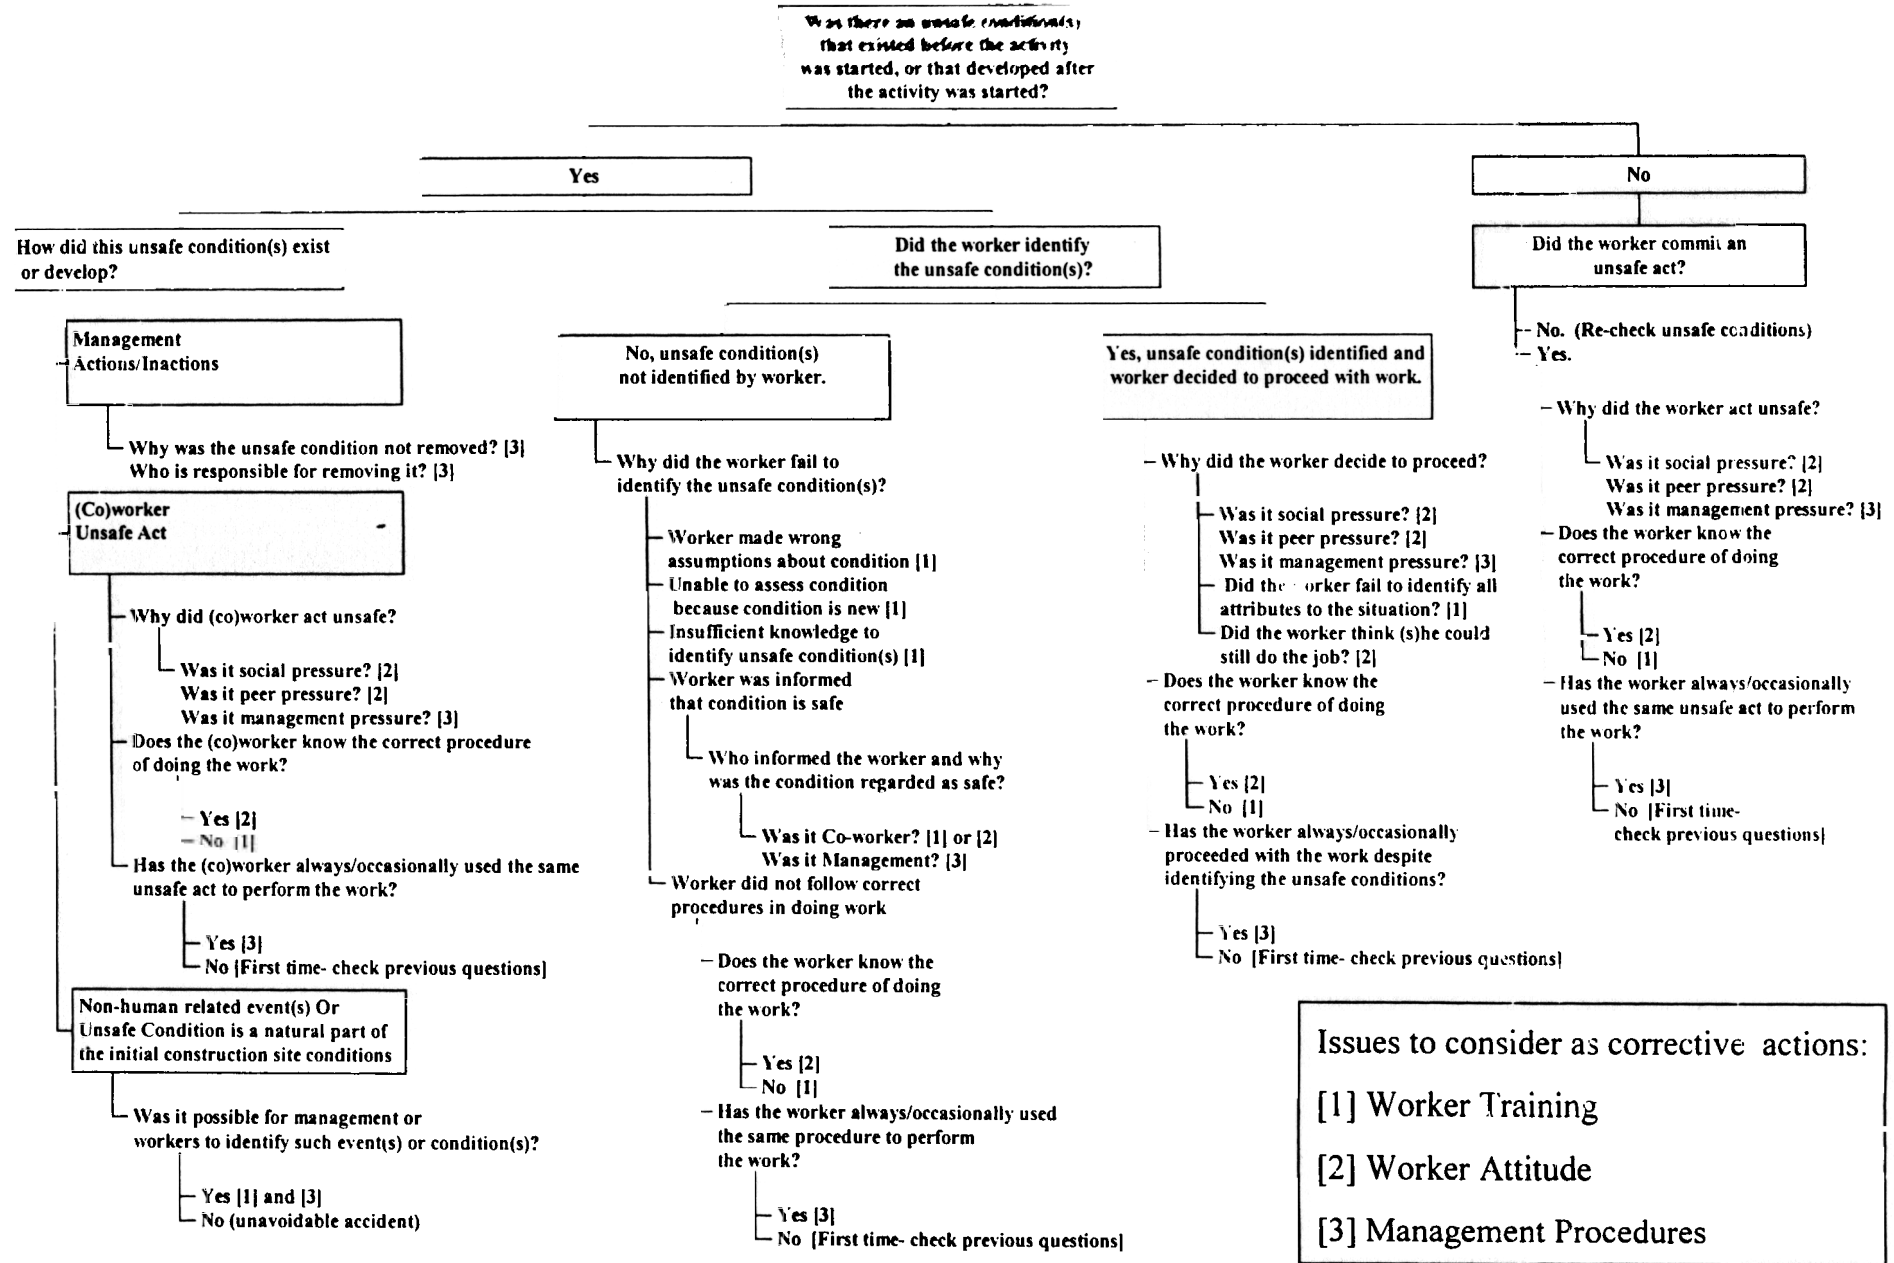 Was there an unsafe condition(s)
that existed before the activity
was started, or that developed after
the activity was started?
Yes
No
How did this unsafe condition(s) exist
or develop?
Did the worker identify
the unsafe condition(s)?
Did the worker commit an
unsafe act?
No. (Re-check unsafe conditions)
Yes.
Management
Actions/Inactions
Why was the unsafe condition not removed? [3]
Who is responsible for removing it? [3]
(Co)worker
Unsafe Act
Why did (co)worker act unsafe?
Was it social pressure? [2]
Was it peer pressure? [2]
Was it management pressure? [3]
Does the (co)worker know the correct procedure
of doing the work?
Yes [2]
No [1]
Has the (co)worker always/occasionally used the same
unsafe act to perform the work?
Yes [3]
No [First time- check previous questions]
Non-human related event(s) Or
Unsafe Condition is a natural part of
the initial construction site conditions
Was it possible for management or
workers to identify such event(s) or condition(s)?
Yes [1] and [3]
No (unavoidable accident)
No, unsafe condition(s)
not identified by worker.
Why did the worker fail to
identify the unsafe condition(s)?
Worker made wrong
assumptions about condition [1]
Unable to assess condition
because condition is new [1]
Insufficient knowledge to
identify unsafe condition(s) [1]
Worker was informed
that condition is safe
Who informed the worker and why
was the condition regarded as safe?
Was it Co-worker? [1] or [2]
Was it Management? [3]
Worker did not follow correct
procedures in doing work
Does the worker know the
correct procedure of doing
the work?
Yes [2]
No [1]
Has the worker always/occasionally used
the same procedure to perform
the work?
Yes [3]
No [First time- check previous questions]
Yes, unsafe condition(s) identified and
worker decided to proceed with work.
Why did the worker decide to proceed?
Was it social pressure? [2]
Was it peer pressure? [2]
Was it management pressure? [3]
Did the orker fail to identify all
attributes to the situation? [1]
Did the worker think (s)he could
still do the job? [2]
Does the worker know the
correct procedure of doing
the work?
Yes [2]
No [1]
Has the worker always/occasionally
proceeded with the work despite
identifying the unsafe conditions?
Yes [3]
No [First time- check previous questions]
Why did the worker act unsafe?
Was it social pressure? [2]
Was it peer pressure? [2]
Was it management pressure? [3]
Does the worker know the
correct procedure of doing
the work?
Yes [2]
No [1]
Has the worker always/occasionally
used the same unsafe act to perform
the work?
Yes [3]
No [First time-
check previous questions]
Issues to consider as corrective actions:
[1] Worker Training
[2] Worker Attitude
[3] Management Procedures